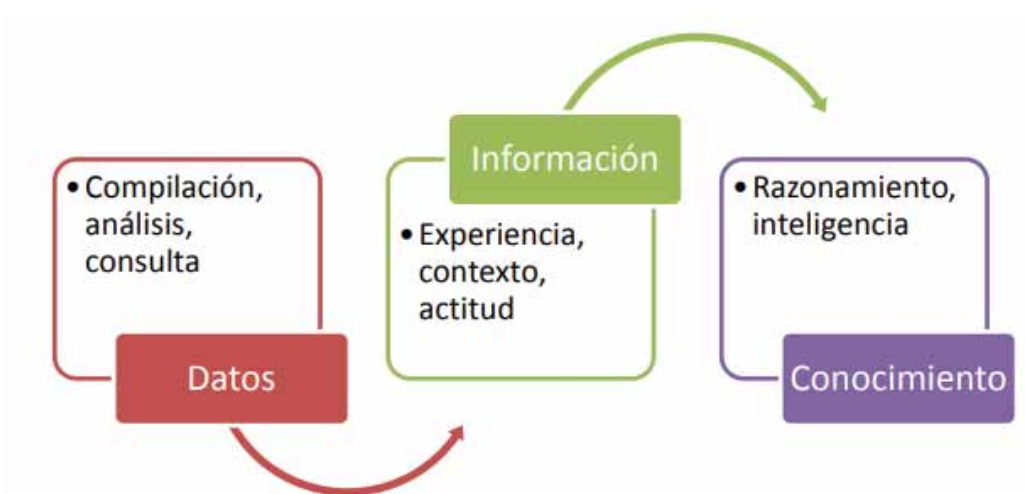 • Compilación,
análisis,
consulta
Datos
Información
• Experiencia,
contexto,
actitud
• Razonamiento,
inteligencia
Conocimiento